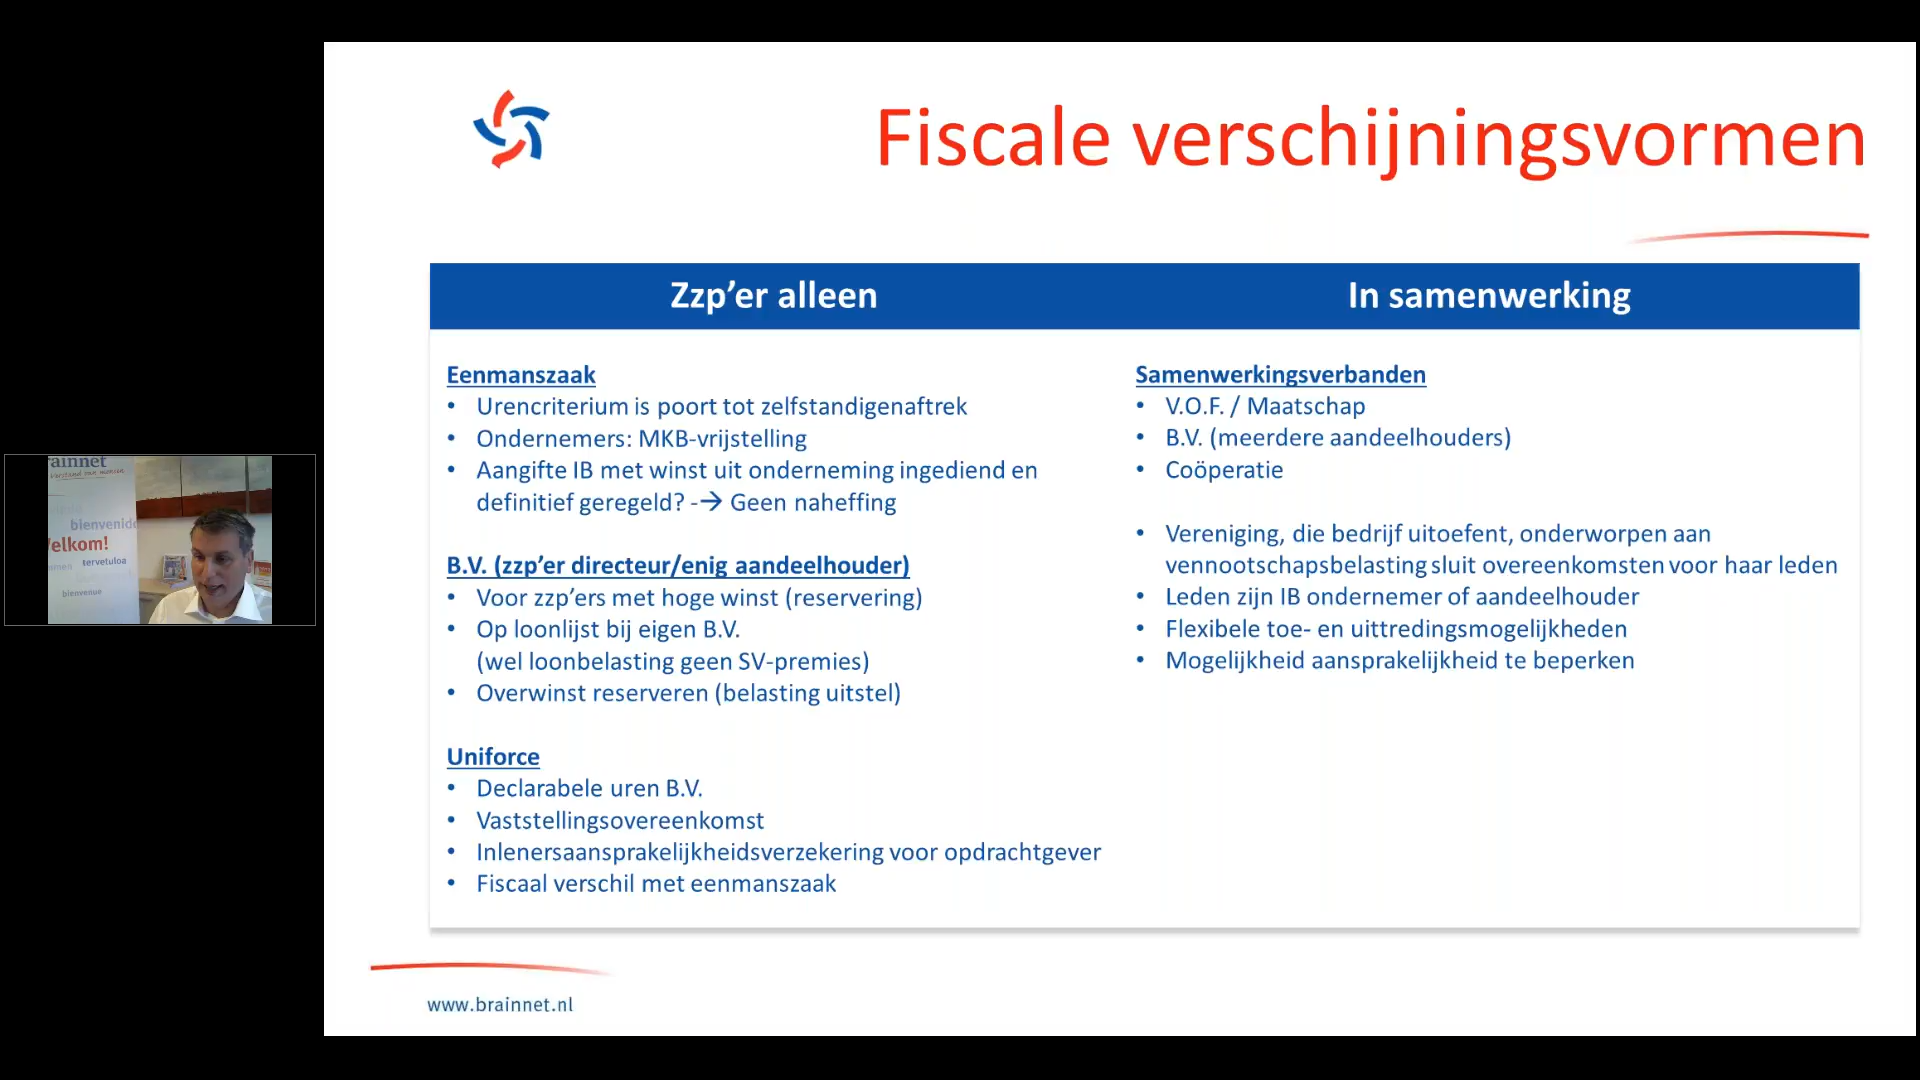 Fiscale verschijningsvormen
Zzp'er alleen
In samenwerking
Eenmanszaak
• Urencriterium is poort tot zelfstandigenaftrek
• Ondernemers: MKB-vrijstelling
• Aangifte IB met winst uit onderneming ingediend en
definitief geregeld? -→ Geen naheffing
B.V. (zzp'er directeur/enig aandeelhouder)
• Voor zzp'ers met hoge winst (reservering)
• Op loonlijst bij eigen B.V.
(wel loonbelasting geen SV-premies)
• Overwinst reserveren (belasting uitstel)
Uniforce
• Declarabele uren B.V.
• Vaststellingsovereenkomst
• Inlenersaansprakelijkheidsverzekering voor opdrachtgever
• Fiscaal verschil met eenmanszaak
Samenwerkingsverbanden
• V.O.F. / Maatschap
• B.V. (meerdere aandeelhouders)
• Coöperatie
• Vereniging, die bedrijf uitoefent, onderworpen aan
vennootschapsbelasting sluit overeenkomsten voor haar leden
• Leden zijn IB ondernemer of aandeelhouder
• Flexibele toe- en uittredingsmogelijkheden
• Mogelijkheid aansprakelijkheid te beperken
www.brainnet.nl
ainnet
bienvenid
elkom!
tervetuloa
bienvenue